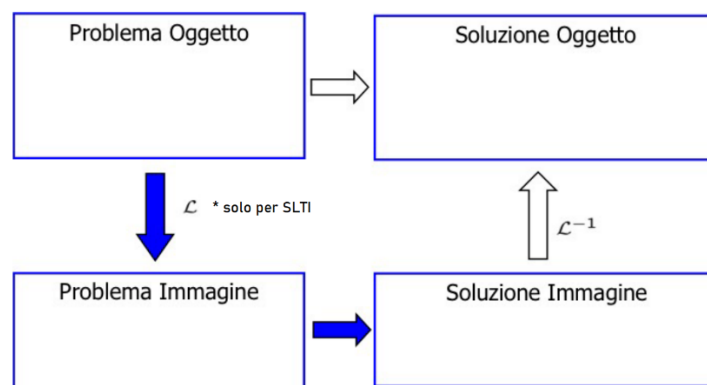 Problema Oggetto
Soluzione Oggetto
ℒ * solo per SLTI
ℒ⁻¹
Problema Immagine
Soluzione Immagine